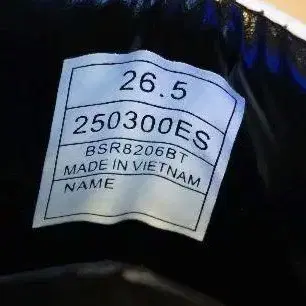 26.5
250300ES
BSR8206BT
MADE IN VIETNAM
NAME